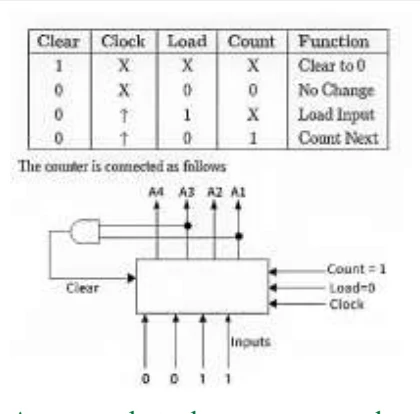 Clear Clock Load Count Function
1 X X X Clear to 0
0 X 0 0 No Change
0 ↑ 1 X Load Input
0 ↑ 0 1 Count Next
The counter is connected as follows
A4 A3 A2 A1
Count = 1
Load=0
Clock
Clear
Inputs
0 0 1 1